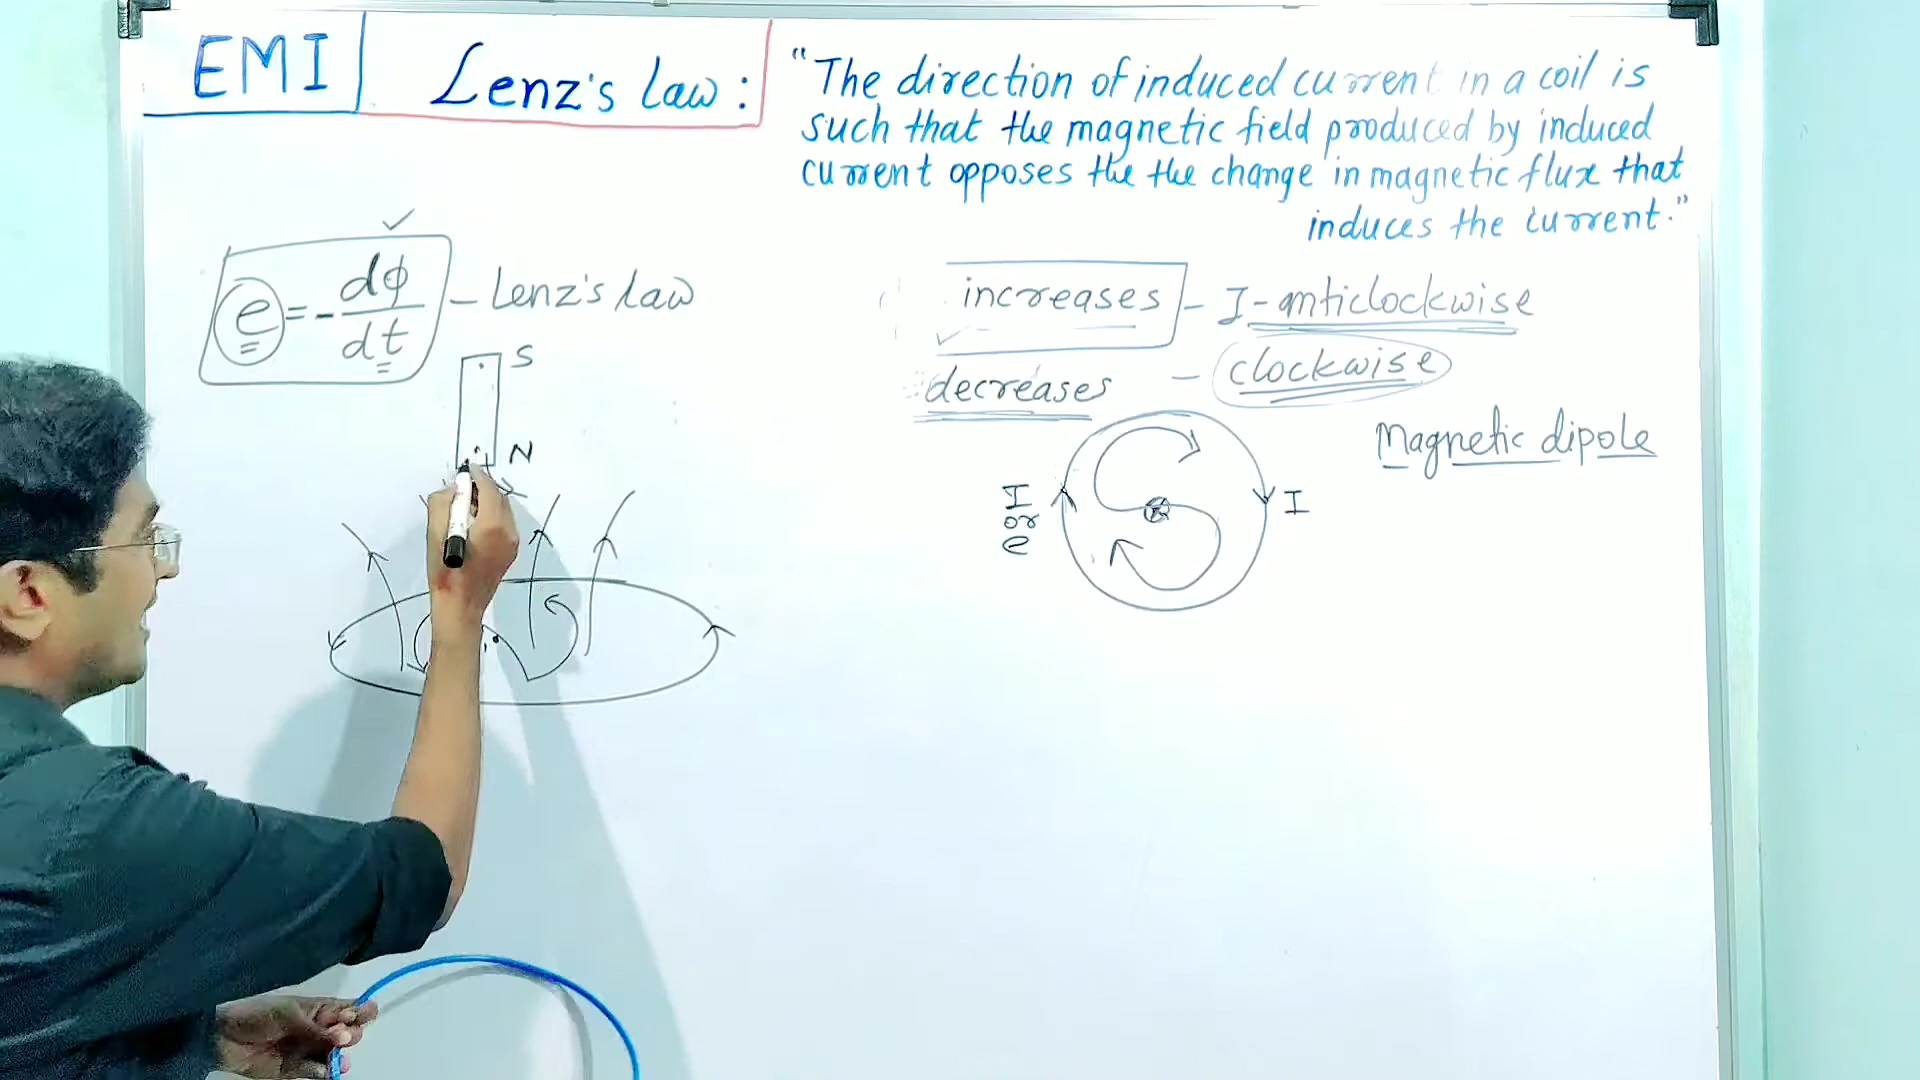 EMI
Lenz's Law :
"The direction of induced current in a coil is
such that the magnetic field produced by induced
current opposes the the change in magnetic flux that
induces the current."
e = - dφ/dt - Lenz's law
increases - I - anticlockwise
decreases - clockwise
S
N
Magnetic dipole
I
or
e
I